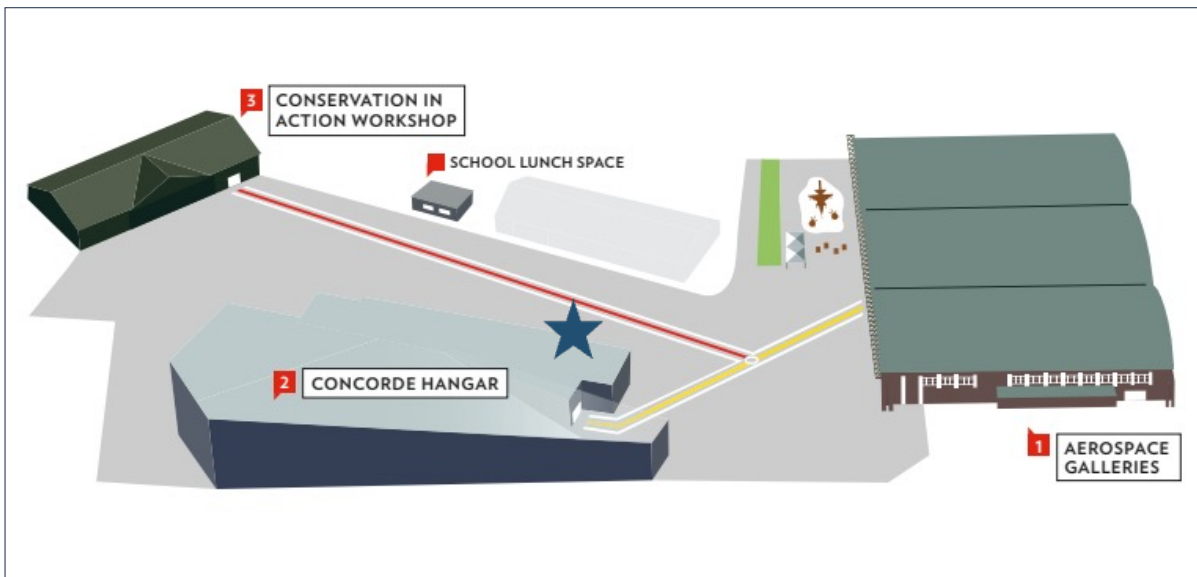 3
CONSERVATION IN
ACTION WORKSHOP
SCHOOL LUNCH SPACE
2
CONCORDE HANGAR
1
AEROSPACE
GALLERIES